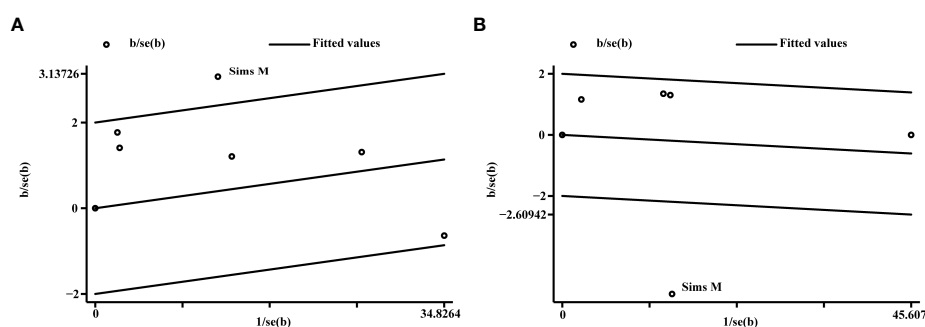 A
b/se(b)
Fitted values
3.13726
2
0
−2
b/se(b)
Sims M
0
34.8264
1/se(b)
B
b/se(b)
Fitted values
2
0
−2
−2.60942
b/se(b)
Sims M
0
45.607
1/se(b)